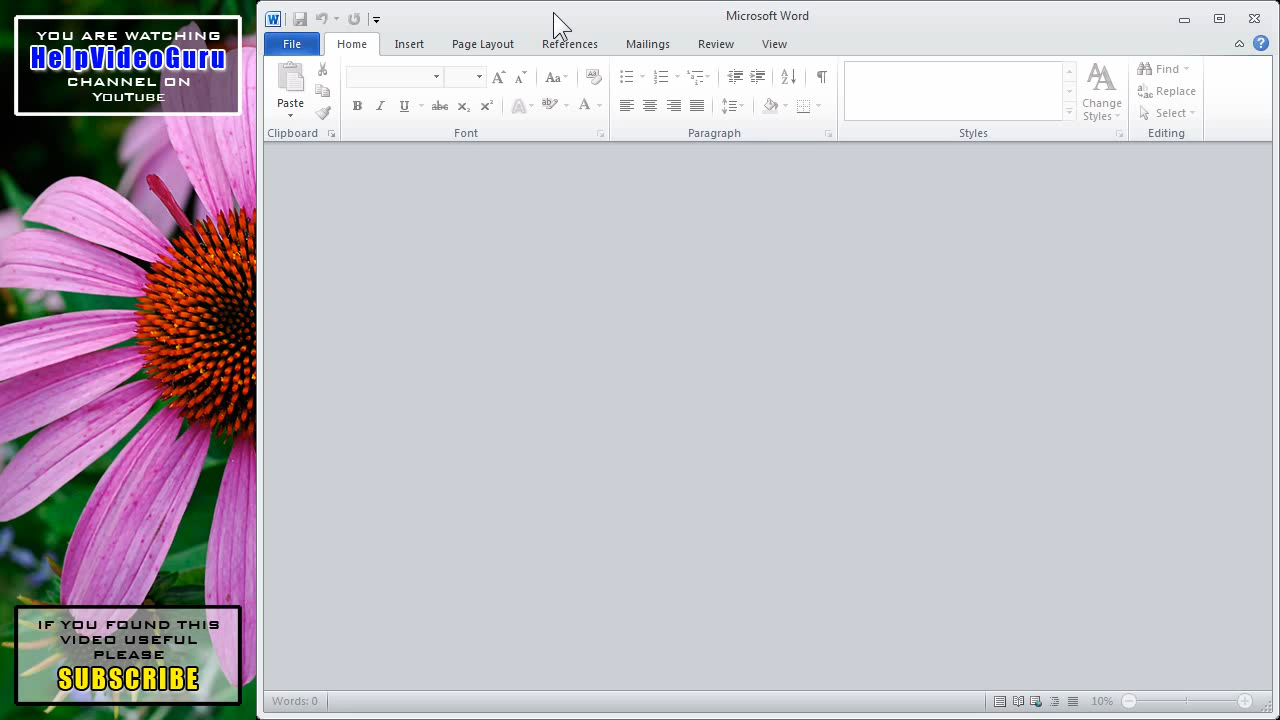 YOU ARE WATCHING
HelpVideoGuru
CHANNEL ON
YOUTUBE
IF YOU FOUND THIS
VIDEO USEFUL
PLEASE
SUBSCRIBE
Microsoft Word
File Home Insert Page Layout References Mailings Review View
Paste
Change Styles
Find
Replace
Select
Clipboard Font Paragraph Styles Editing
Words: 0
10%